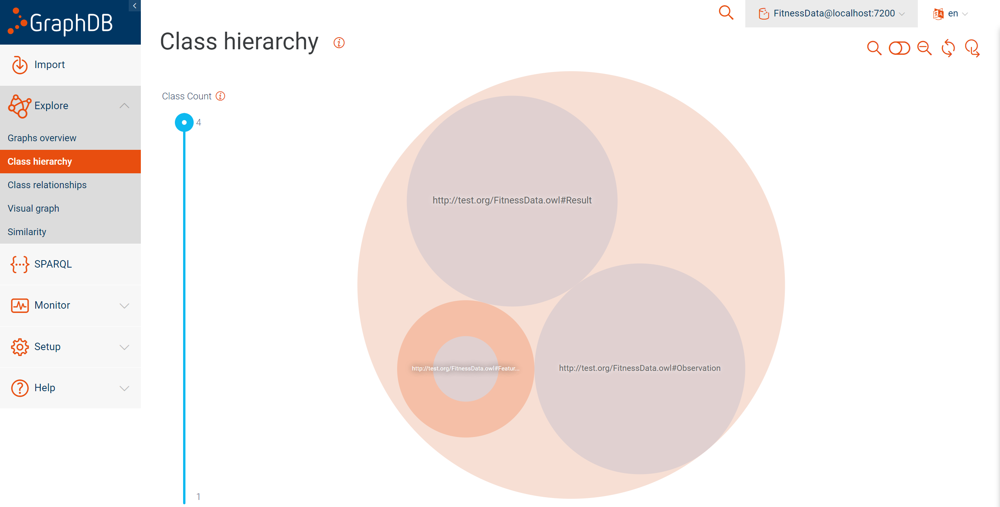 GraphDB
FitnessData@localhost:7200
en
Class hierarchy
Import
Explore
Graphs overview
Class hierarchy
Class relationships
Visual graph
Similarity
SPARQL
Monitor
Setup
Help
Class Count
4
1
http://test.org/FitnessData.owl#Result
http://test.org/FitnessData.owl#Featur...
http://test.org/FitnessData.owl#Observation